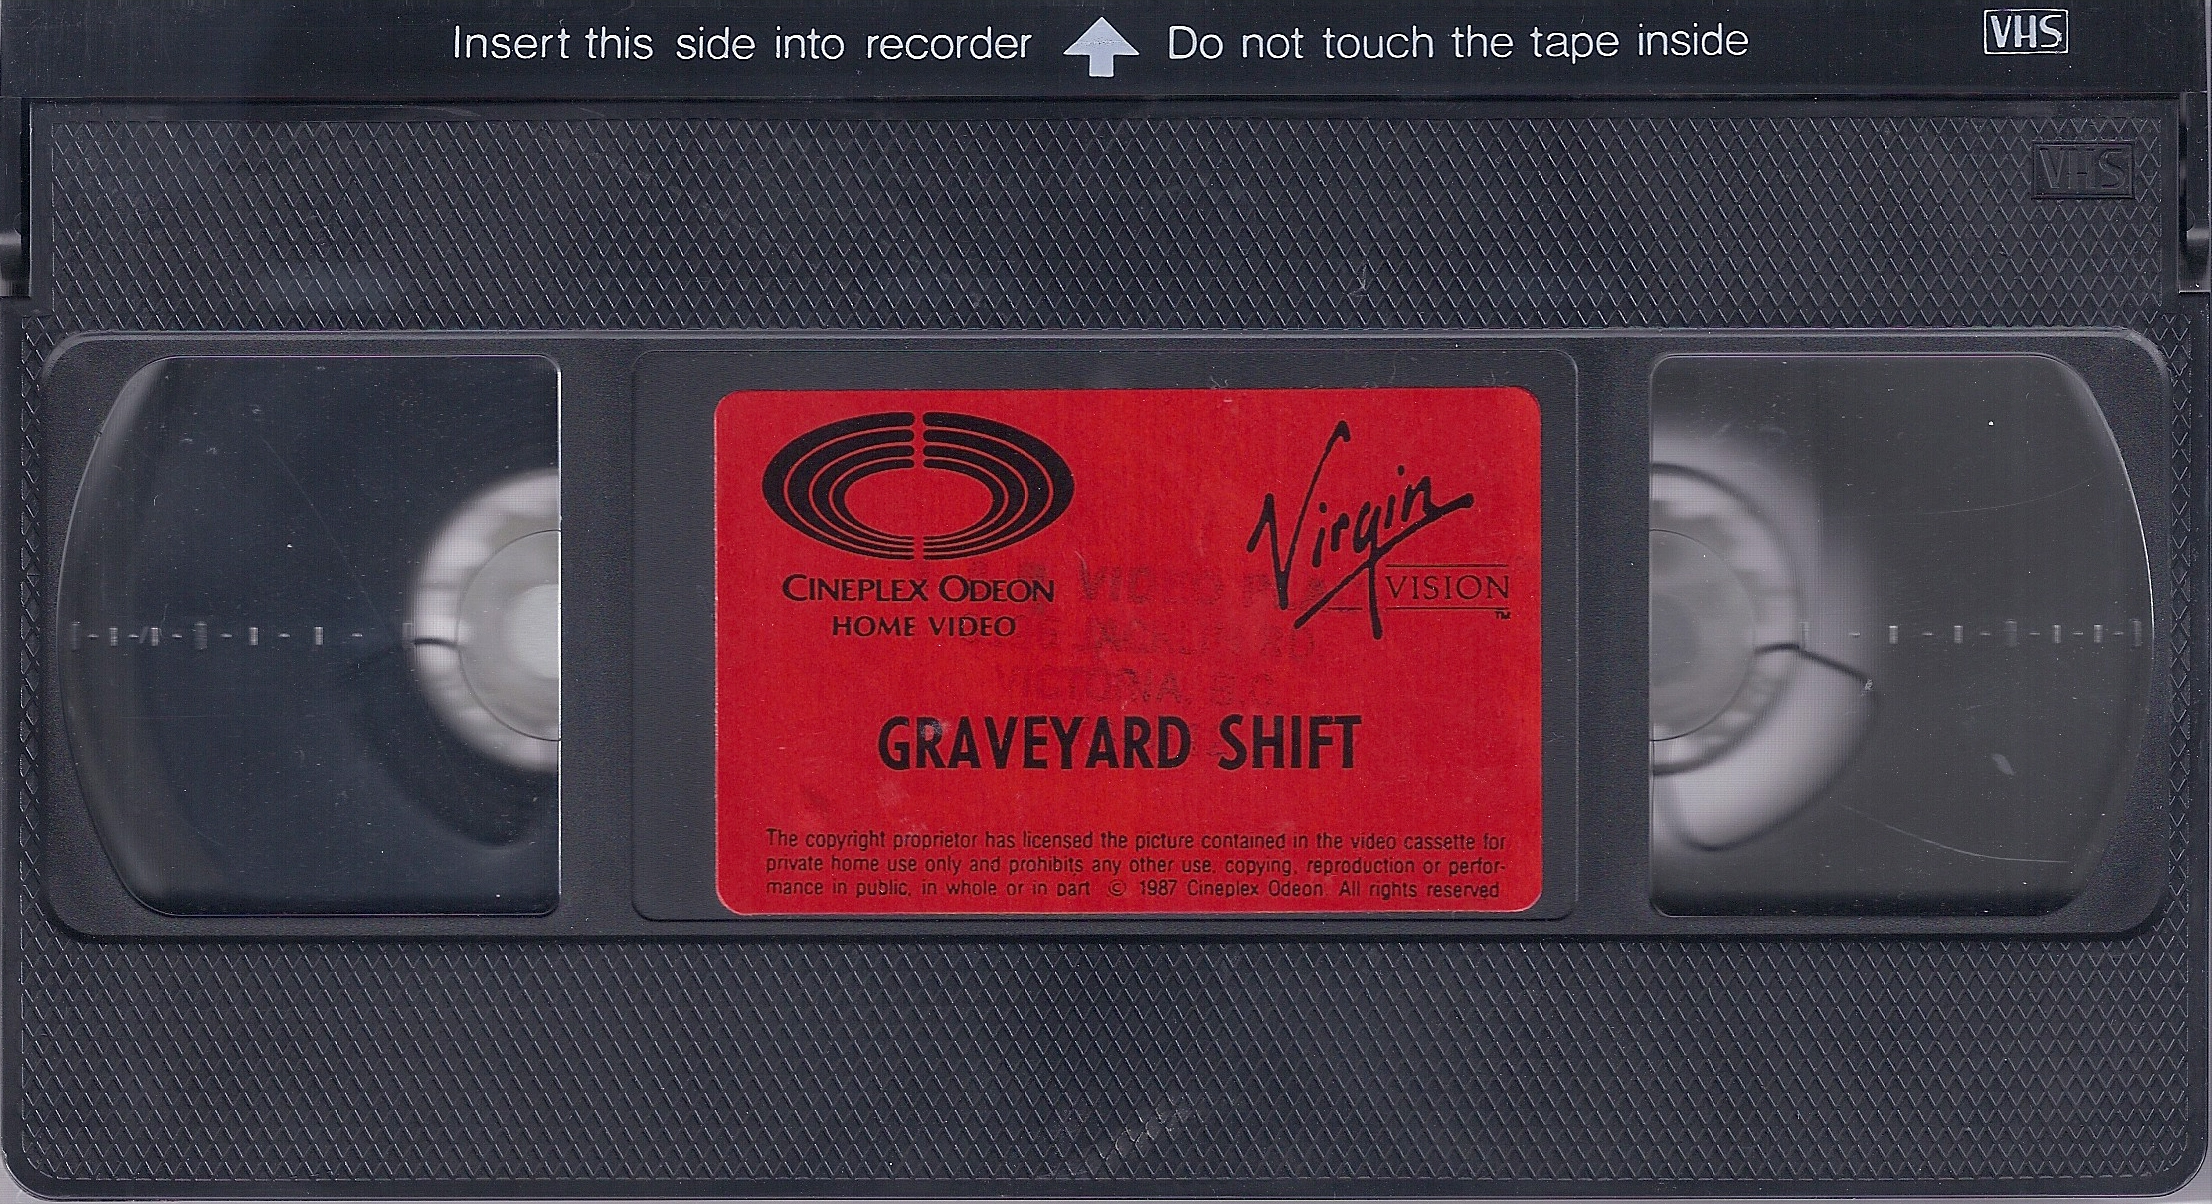 Insert this side into recorder Do not touch the tape inside VHS
VHS
CINEPLEX ODEON
HOME VIDEO
Virgin
VISION
TM
VIDEO
VICTORIA, B.C.
GRAVEYARD SHIFT
The copyright proprietor has licensed the picture contained in the video cassette for
private home use only and prohibits any other use, copying, reproduction or perfor-
mance in public, in whole or in part © 1987 Cineplex Odeon. All rights reserved